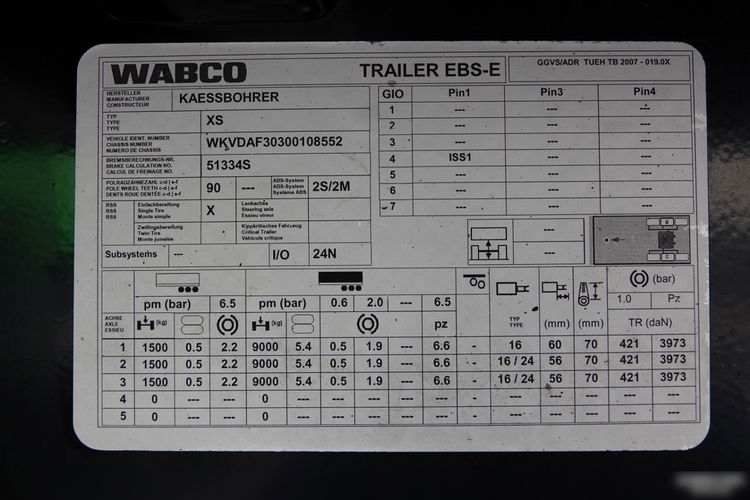 WABCO TRAILER EBS-E GGVS/ADR TUEH TB 2007 - 019.0X
HERSTELLER
MANUFACTURER
CONSTRUCTEUR
KAESSBOHRER
TYP
TYPE
TYPE
XS
VEHICLE IDENT. NUMBER
CHASSIS NUMBER
NUMERO DE CHASSIS
WKVDAF30300108552
BREMSBERECHNUNGS-NR.
BRAKE CALCULATION NO.
CALCUL DE FREINAGE NO.
51334S
POLRADZÄHNEZAHL c-d | e-f
POLE WHEEL TEETH c-d | e-f
DENTS ROUE DENTÉE c-d | e-f
90 ---
ABS-System
ABS-System
Système ABS
2S/2M
RSS Einfachbereifung
RSS Single Tire
RSS Monte simple
X
Lenkachse
Steering axle
Essieu vireur
Zwillingsbereifung
Twin Tire
Monte jumelée
Kippkritisches Fahrzeug
Critical Trailer
Véhicule critique
Subsystems --- I/O 24N
GIO Pin1 Pin3 Pin4
1 --- --- ---
2 --- --- ---
3 --- --- ---
4 ISS1 --- ---
5 --- --- ---
6 --- --- ---
7 --- --- ---
---
---
d
c
pm (bar) 6.5 pm (bar) 0.6 2.0 --- 6.5 (bar)
1.0 Pz
ACHSE
AXLE
ESSIEU
(kg) (kg) pz
TYP
TYPE
(mm) (mm) TR (daN)
1 1500 0.5 2.2 9000 5.4 0.5 1.9 --- 6.6 - 16 60 70 421 3973
2 1500 0.5 2.2 9000 5.4 0.5 1.9 --- 6.6 - 16 / 24 56 70 421 3973
3 1500 0.5 2.2 9000 5.4 0.5 1.9 --- 6.6 - 16 / 24 56 70 421 3973
4 0 --- --- 0 --- --- --- --- --- - --- --- --- --- ---
5 0 --- --- 0 --- --- --- --- --- - --- --- --- --- ---